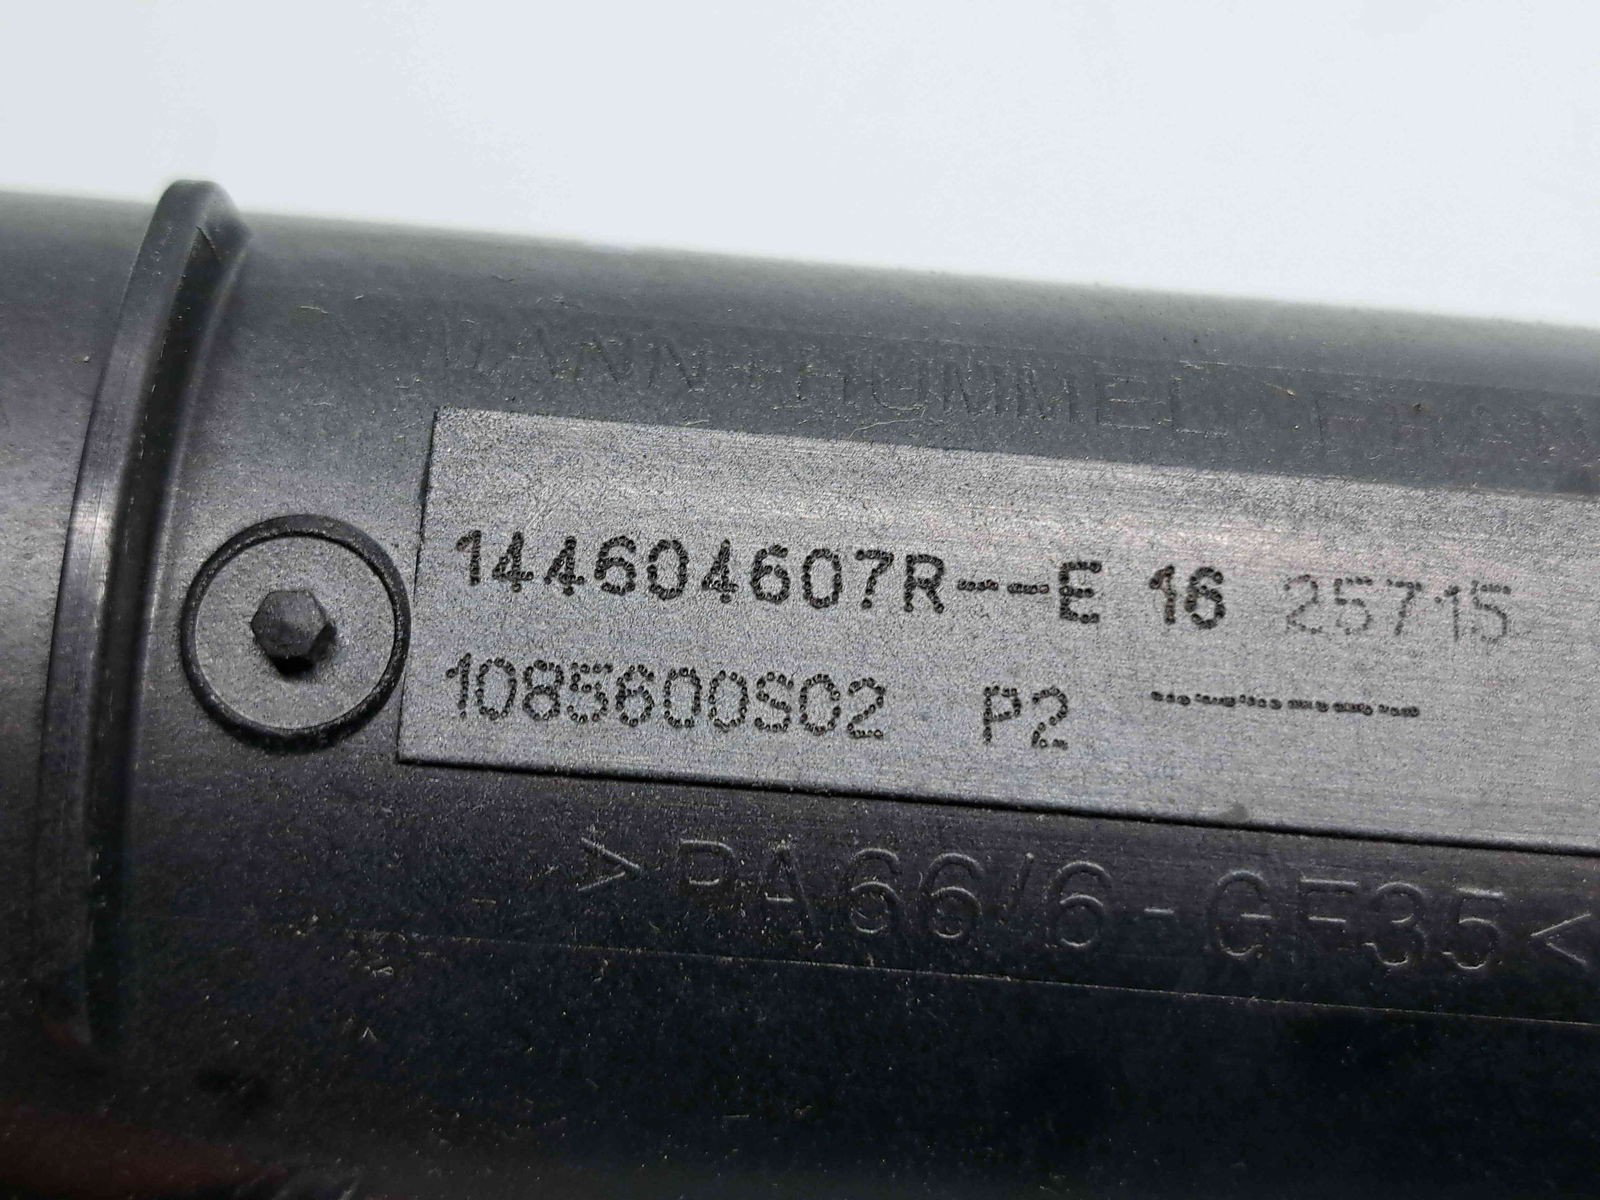 MANN+HUMMEL
144604607R---E 16 25715
1085600S02 P2 --------
>PA66/6-GF35<